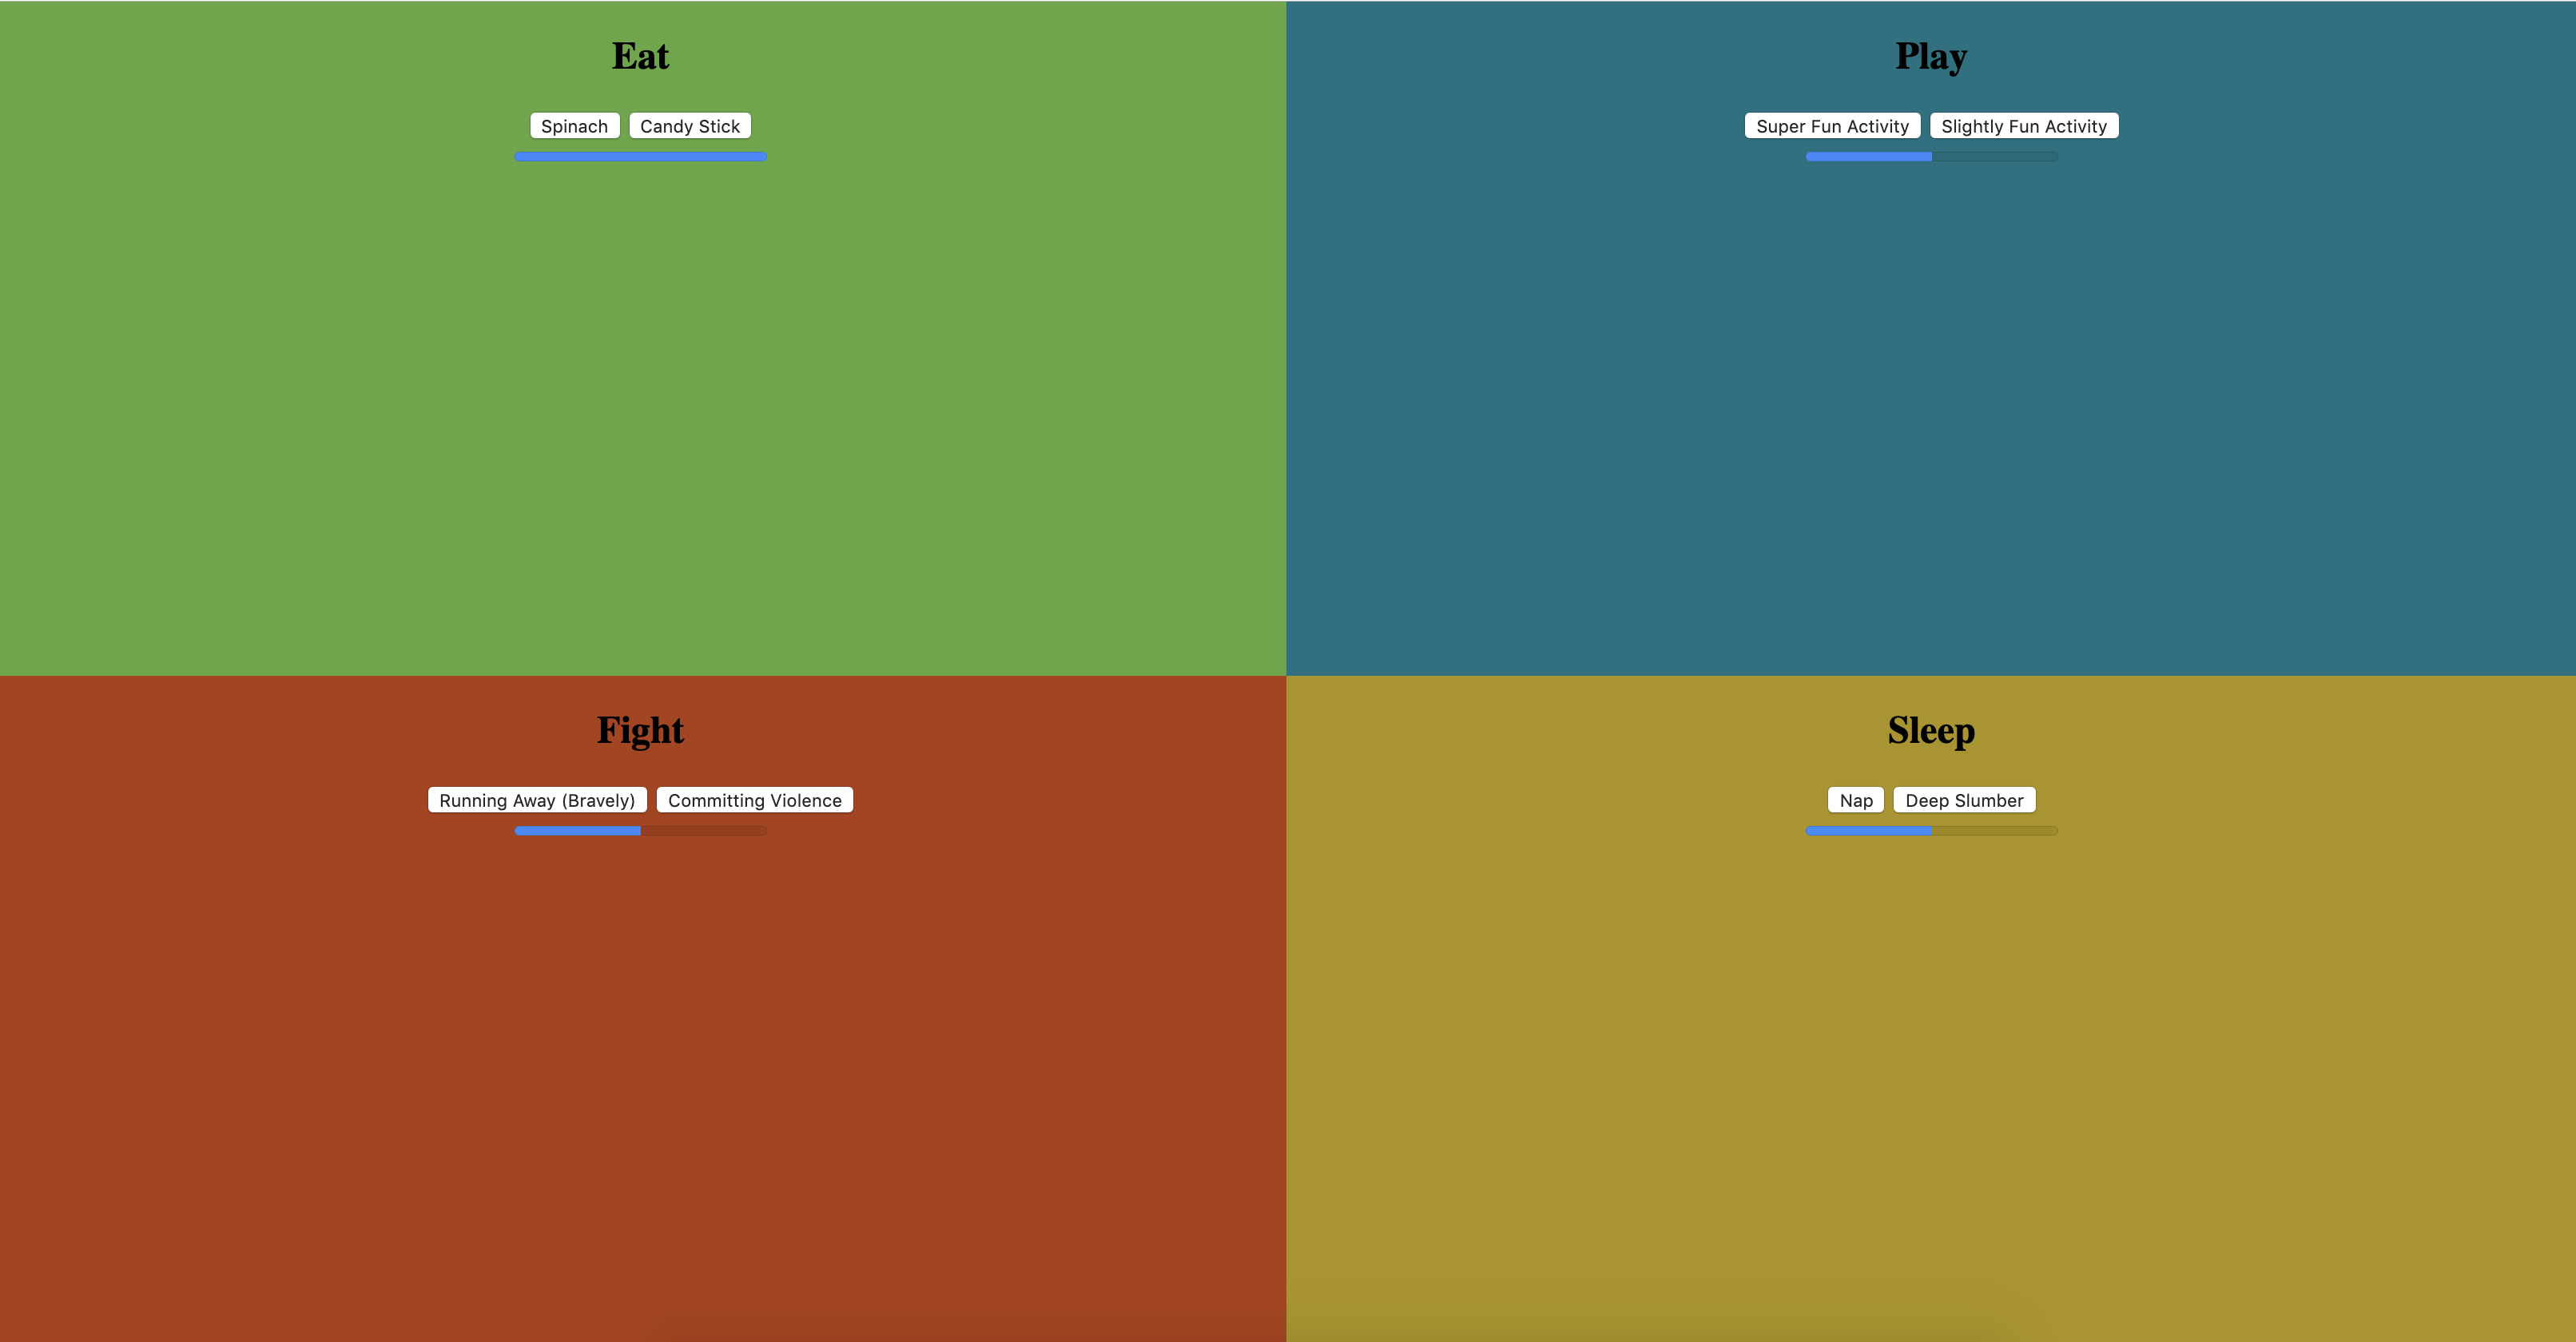 Eat
Spinach Candy Stick
Play
Super Fun Activity Slightly Fun Activity
Fight
Running Away (Bravely) Committing Violence
Sleep
Nap Deep Slumber